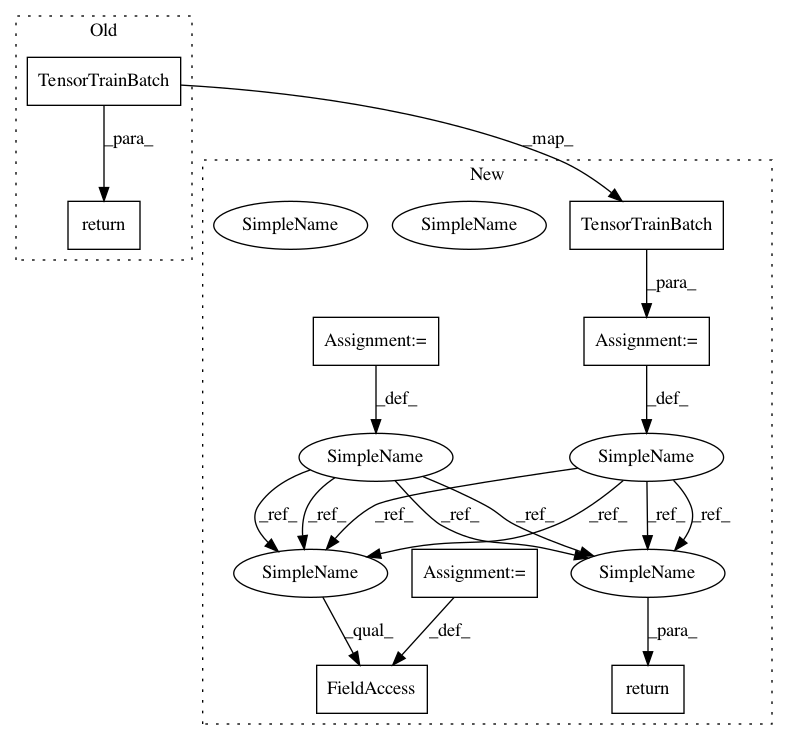 Old
TensorTrainBatch
_para_
_map_
return
New
SimpleName
SimpleName
TensorTrainBatch
_para_
Assignment:=
Assignment:=
_def_
_def_
SimpleName
SimpleName
_ref_
_ref_
_ref_
_ref_
_ref_
_ref_
_ref_
_ref_
SimpleName
Assignment:=
SimpleName
_qual_
_def_
_para_
FieldAccess
return